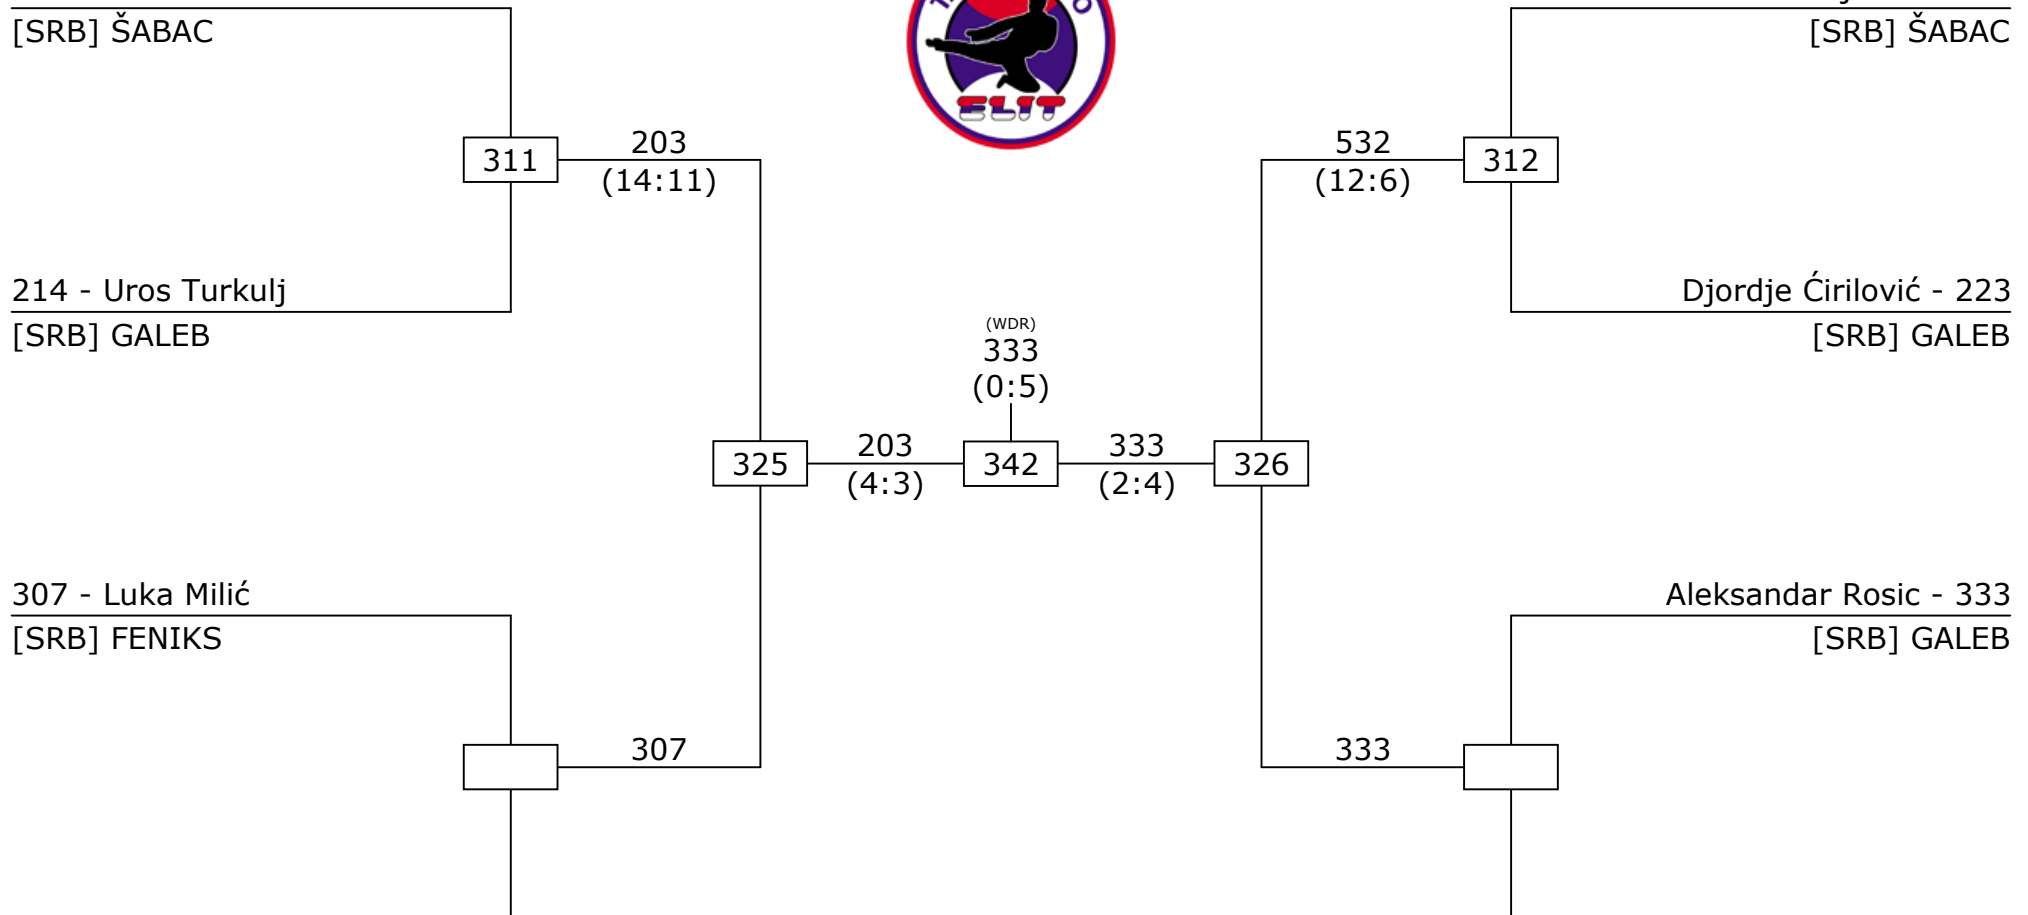 [SRB] ŠABAC
[SRB] ŠABAC
ELIT
311
203
(14:11)
532
(12:6)
312
214 - Uros Turkulj
[SRB] GALEB
Djordje Ćirilović - 223
[SRB] GALEB
(WDR)
333
(0:5)
325
203
(4:3)
342
333
(2:4)
326
307 - Luka Milić
[SRB] FENIKS
Aleksandar Rosic - 333
[SRB] GALEB
307
333